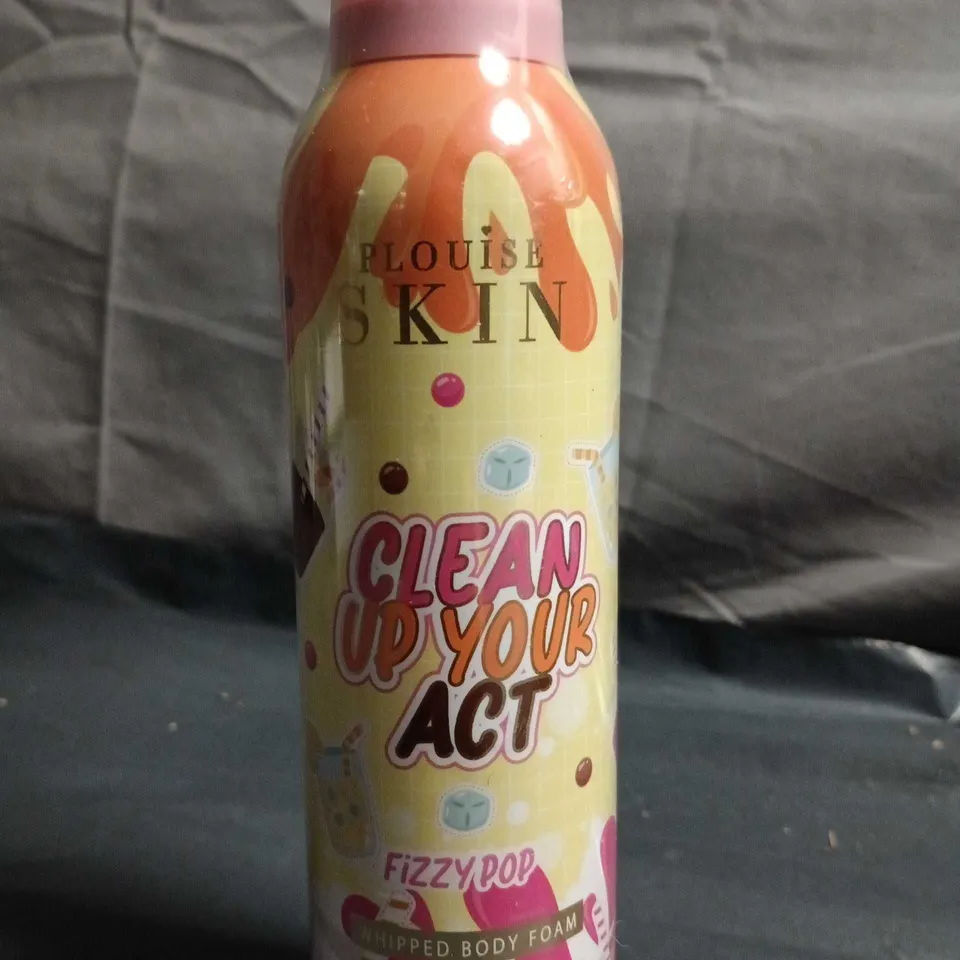 PLOUiSE
SKIN
CLEAN
UP YOUR
ACT
FiZZY POP
WHIPPED BODY FOAM